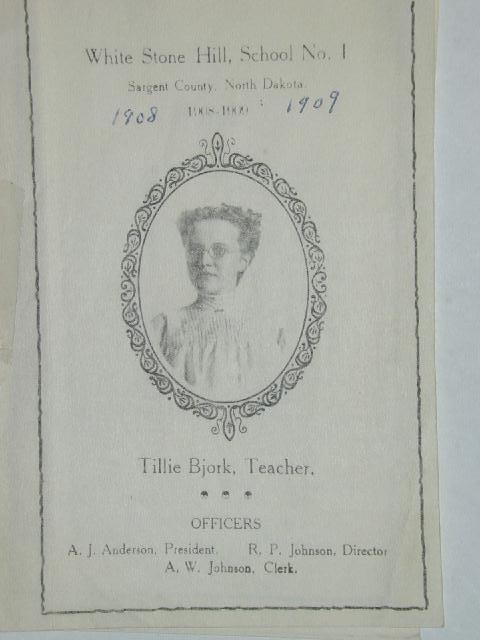 White Stone Hill, School No. 1
Sargent County, North Dakota.
1908 1908-1909 1909
Tillie Bjork, Teacher.
OFFICERS
A. J. Anderson, President. R. P. Johnson, Director
A. W. Johnson, Clerk.